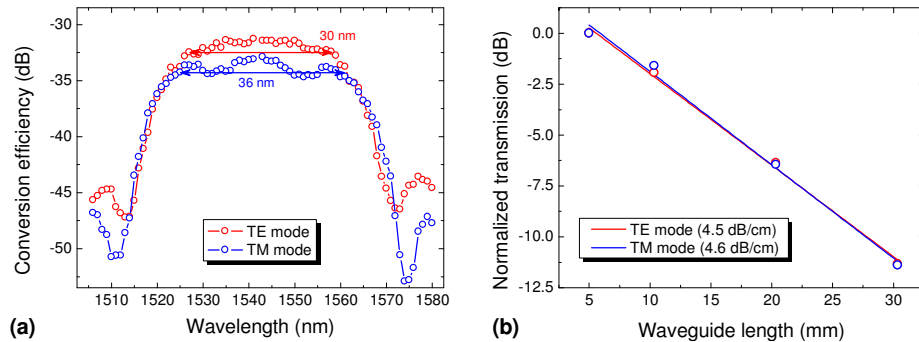 Conversion efficiency (dB)
-30
-35
-40
-45
-50
30 nm
36 nm
TE mode
TM mode
1510 1520 1530 1540 1550 1560 1570 1580
Wavelength (nm)
(a)
Normalized transmission (dB)
0.0
-2.5
-5.0
-7.5
-10.0
-12.5
TE mode (4.5 dB/cm)
TM mode (4.6 dB/cm)
5 10 15 20 25 30
Waveguide length (mm)
(b)